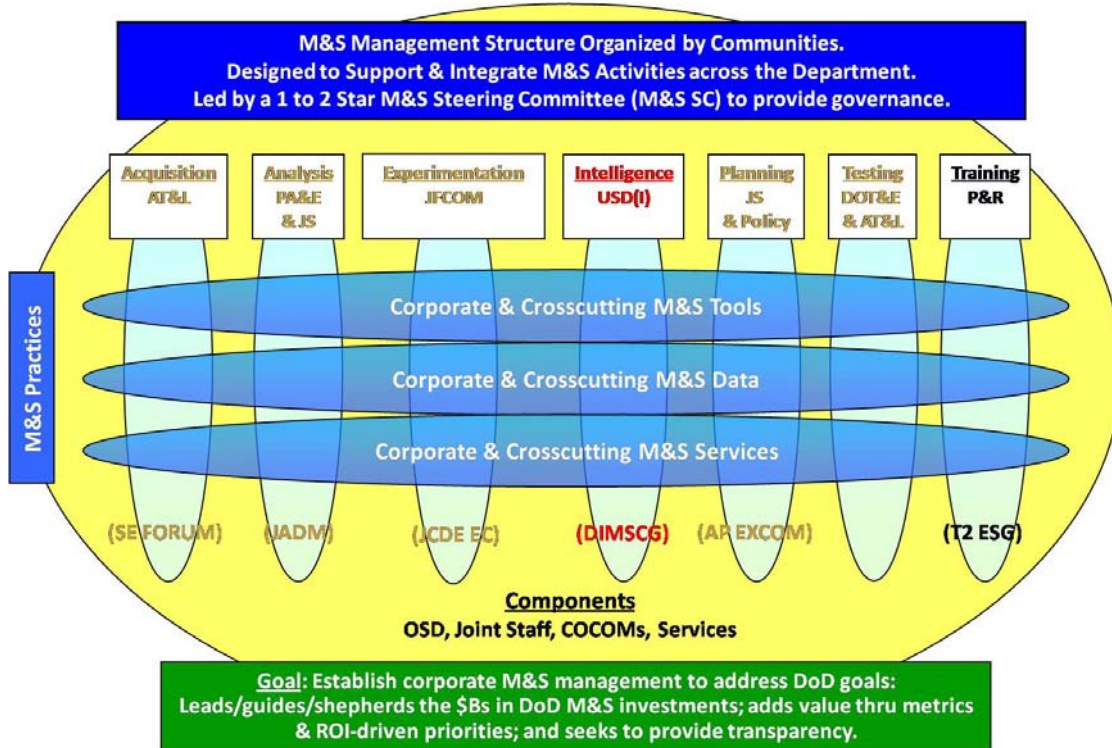 M&S Management Structure Organized by Communities.
Designed to Support & Integrate M&S Activities across the Department.
Led by a 1 to 2 Star M&S Steering Committee (M&S SC) to provide governance.
Acquisition
AT&L
Analysis
PA&E
& JS
Experimentation
JFCOM
Intelligence
USD(I)
Planning
JS
& Policy
Testing
DOT&E
& AT&L
Training
P&R
M&S Practices
Corporate & Crosscutting M&S Tools
Corporate & Crosscutting M&S Data
Corporate & Crosscutting M&S Services
(SE FORUM)
(JADM)
(JCDE EC)
(DIMSCG)
(AP EXCOM)
(T2 ESG)
Components
OSD, Joint Staff, COCOMs, Services
Goal: Establish corporate M&S management to address DoD goals:
Leads/guides/shepherds the $Bs in DoD M&S investments; adds value thru metrics
& ROI-driven priorities; and seeks to provide transparency.